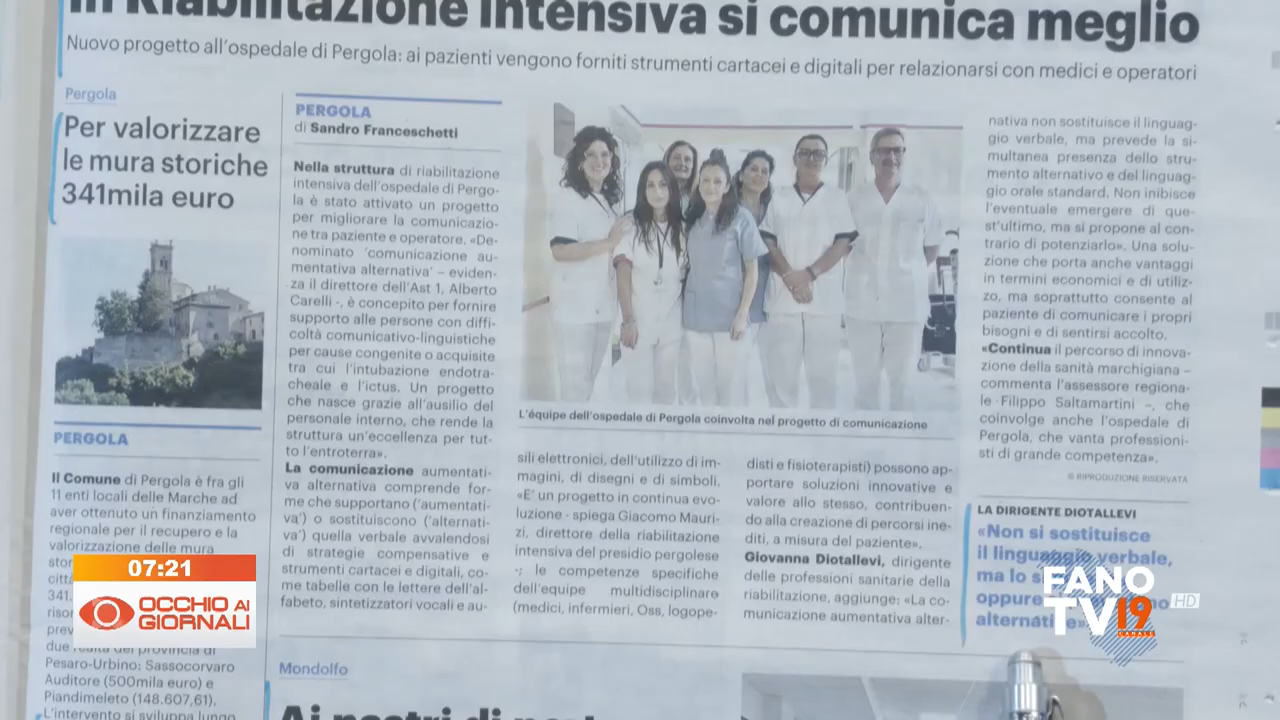 in Riabilitazione intensiva si comunica meglio
Nuovo progetto all'ospedale di Pergola: ai pazienti vengono forniti strumenti cartacei e digitali per relazionarsi con medici e operatori
Pergola
Per valorizzare
le mura storiche
341mila euro
PERGOLA
Il Comune di Pergola è fra gli
11 enti locali delle Marche ad
aver ottenuto un finanziamento
regionale per il recupero e la
valorizzazione delle mura
stor
citt
341.
risor
prev
due realtà del provincia di
Pesaro-Urbino: Sassocorvaro
Auditore (500mila euro) e
Piandimeleto (148.607,61).
L'intervento si sviluppa lungo
PERGOLA
di Sandro Franceschetti
Nella struttura di riabilitazione
intensiva dell'ospedale di Pergo-
la è stato attivato un progetto
per migliorare la comunicazio-
ne tra paziente e operatore. «De-
nominato 'comunicazione au-
mentativa alternativa' – eviden-
za il direttore dell'Ast 1, Alberto
Carelli -, è concepito per fornire
supporto alle persone con diffi-
coltà comunicativo-linguistiche
per cause congenite o acquisite
tra cui l'intubazione endotra-
cheale e l'ictus. Un progetto
che nasce grazie all'ausilio del
personale interno, che rende la
struttura un'eccellenza per tut-
to l'entroterra».
La comunicazione aumentati-
va alternativa comprende for-
me che supportano ('aumentati-
va') o sostituiscono ('alternati-
va') quella verbale avvalendosi
di strategie compensative e
strumenti cartacei e digitali, co-
me tabelle con le lettere dell'al-
fabeto, sintetizzatori vocali e au-
L'équipe dell'ospedale di Pergola coinvolta nel progetto di comunicazione
sili elettronici, dell'utilizzo di im-
magini, di disegni e di simboli.
«E' un progetto in continua evo-
luzione - spiega Giacomo Mauri-
zi, direttore della riabilitazione
intensiva del presidio pergolese
-; le competenze specifiche
dell'equipe multidisciplinare
(medici, infermieri, Oss, logope-
disti e fisioterapisti) possono ap-
portare soluzioni innovative e
valore allo stesso, contribuen-
do alla creazione di percorsi ine-
diti, a misura del paziente».
Giovanna Diotallevi, dirigente
delle professioni sanitarie della
riabilitazione, aggiunge: «La co-
municazione aumentativa alter-
nativa non sostituisce il linguag-
gio verbale, ma prevede la si-
multanea presenza dello stru-
mento alternativo e del linguag-
gio orale standard. Non inibisce
l'eventuale emergere di que-
st'ultimo, ma si propone al con-
trario di potenziarlo». Una solu-
zione che porta anche vantaggi
in termini economici e di utiliz-
zo, ma soprattutto consente al
paziente di comunicare i propri
bisogni e di sentirsi accolto.
«Continua il percorso di innova-
zione della sanità marchigiana –
commenta l'assessore regiona-
le Filippo Saltamartini –, che
coinvolge anche l'ospedale di
Pergola, che vanta professioni-
sti di grande competenza».
© RIPRODUZIONE RISERVATA
LA DIRIGENTE DIOTALLEVI
«Non si sostituisce
il linguaggio verbale,
ma lo s
oppure
alternati
Mondolfo
07:21
OCCHIO AI
GIORNALI
FANO
TV 19 HD
CANALE